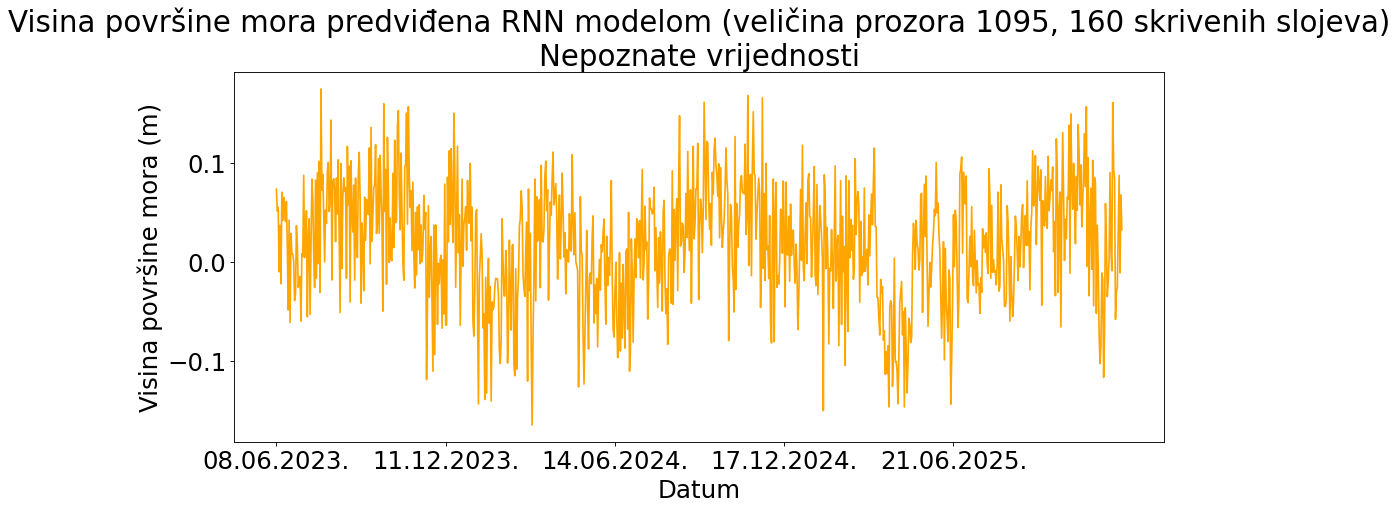 Visina površine mora predviđena RNN modelom (veličina prozora 1095, 160 skrivenih slojeva)
Nepoznate vrijednosti
Visina površine mora (m)
0.1
0.0
−0.1
08.06.2023. 11.12.2023. 14.06.2024. 17.12.2024. 21.06.2025.
Datum